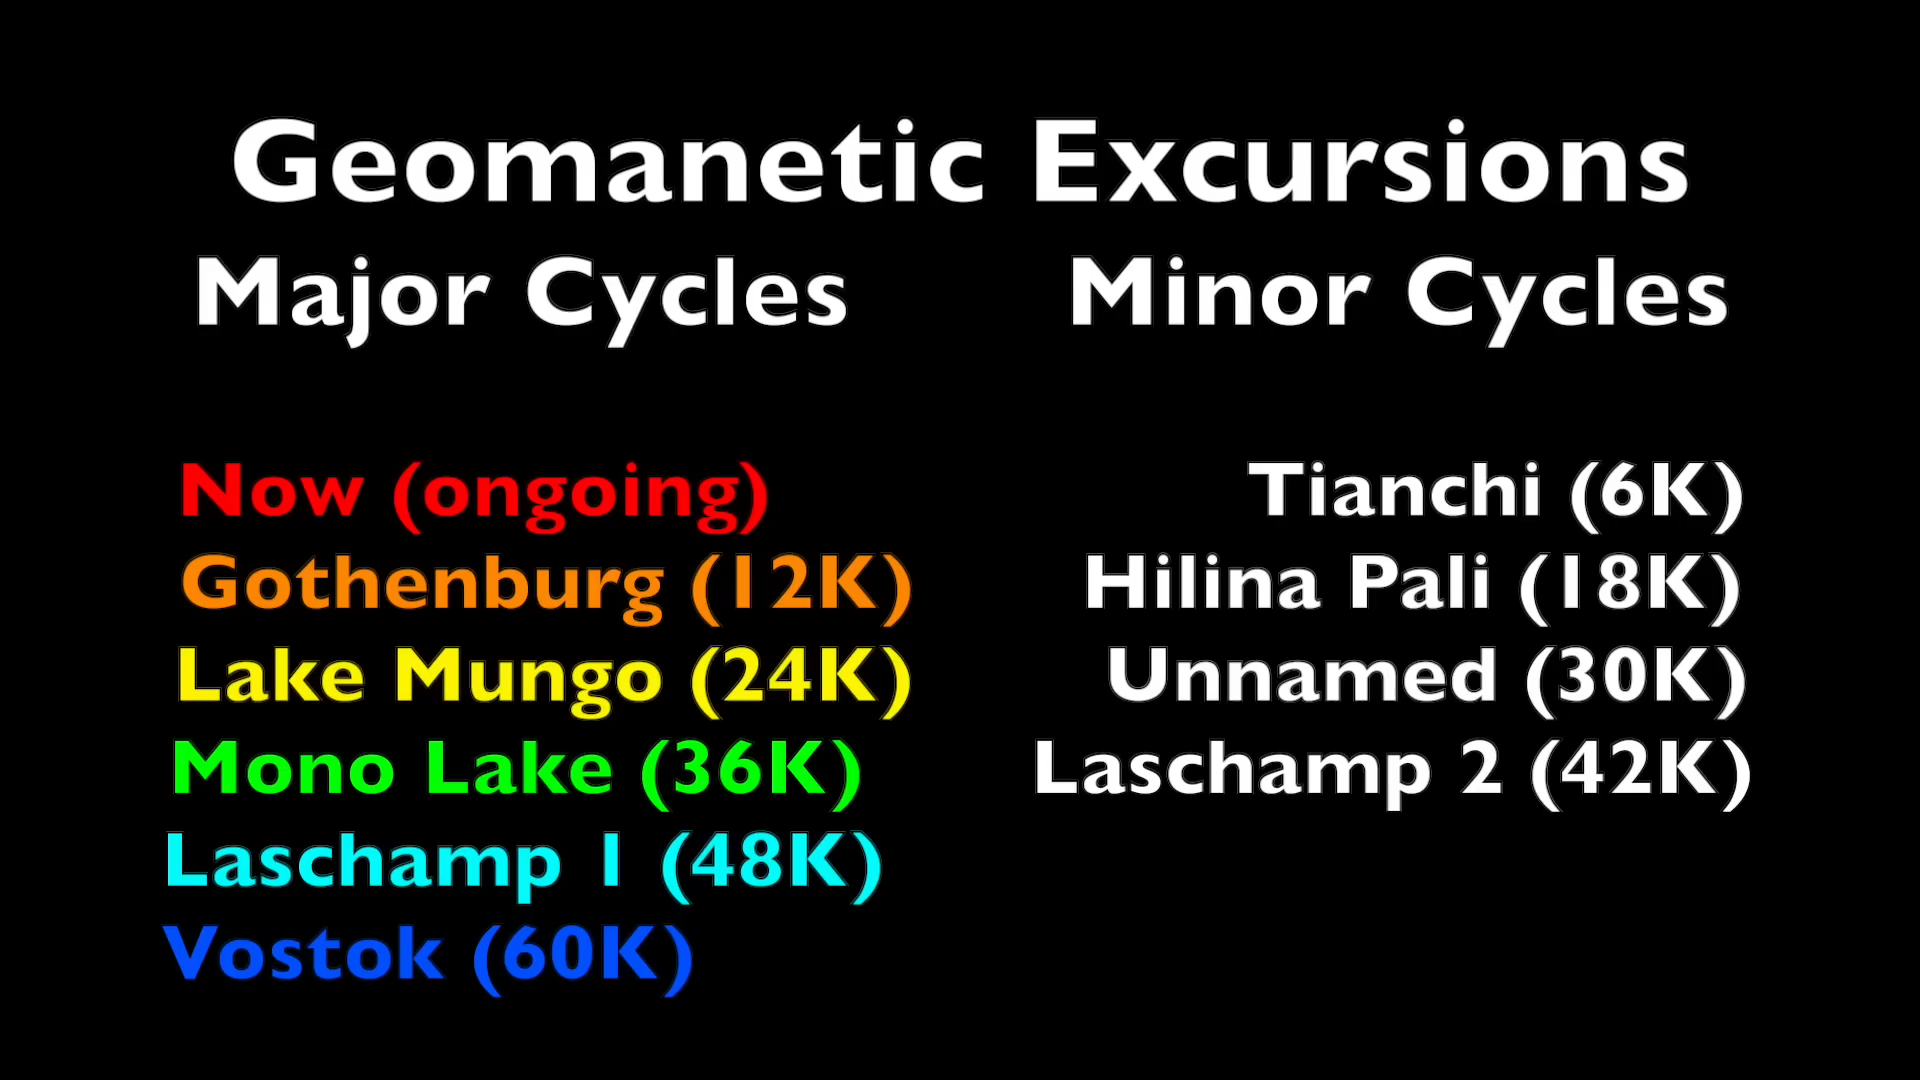 Geomanetic Excursions
Major Cycles
Minor Cycles
Now (ongoing)
Gothenburg (12K)
Lake Mungo (24K)
Mono Lake (36K)
Laschamp 1 (48K)
Vostok (60K)
Tianchi (6K)
Hilina Pali (18K)
Unnamed (30K)
Laschamp 2 (42K)